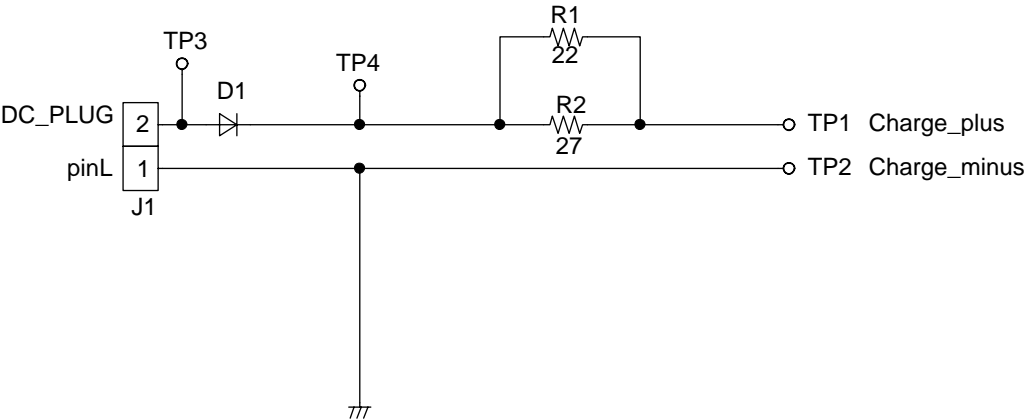 R1
22
TP3
TP4
D1
R2
27
DC_PLUG
2
TP1 Charge_plus
pinL
1
TP2 Charge_minus
J1